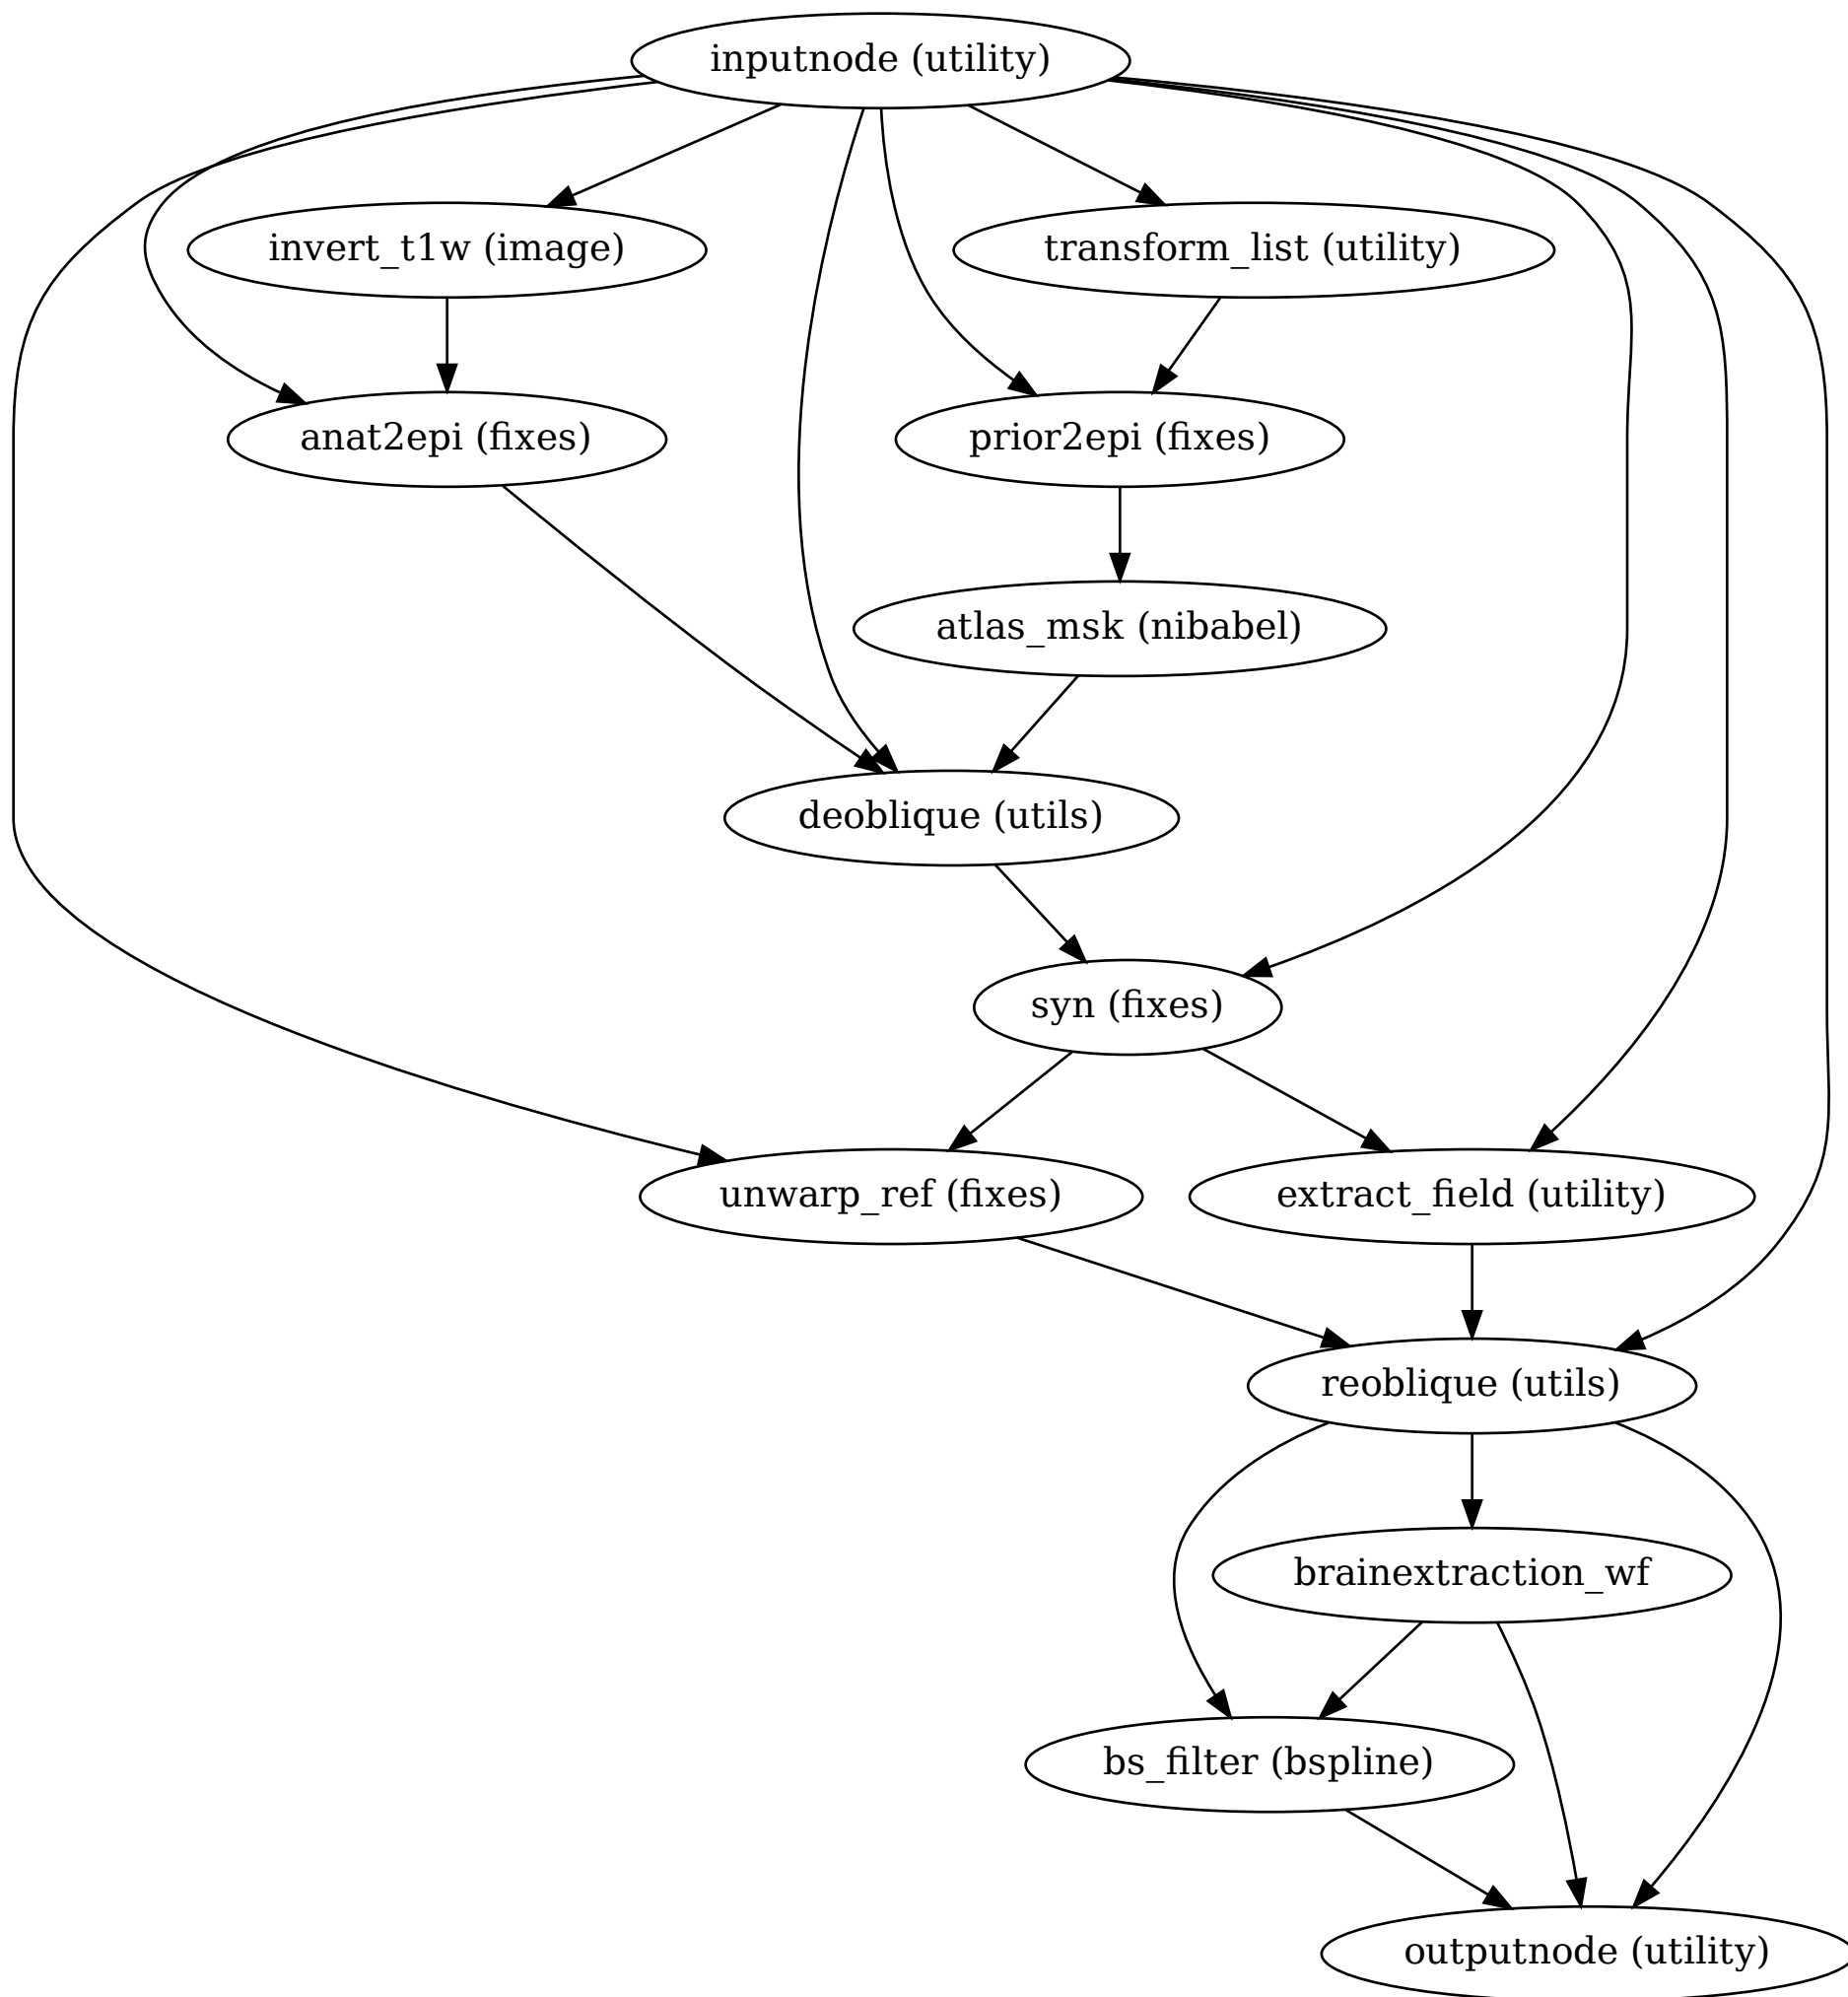 inputnode (utility)
invert_t1w (image)
transform_list (utility)
anat2epi (fixes)
prior2epi (fixes)
atlas_msk (nibabel)
deoblique (utils)
syn (fixes)
unwarp_ref (fixes)
extract_field (utility)
reoblique (utils)
brainextraction_wf
bs_filter (bspline)
outputnode (utility)